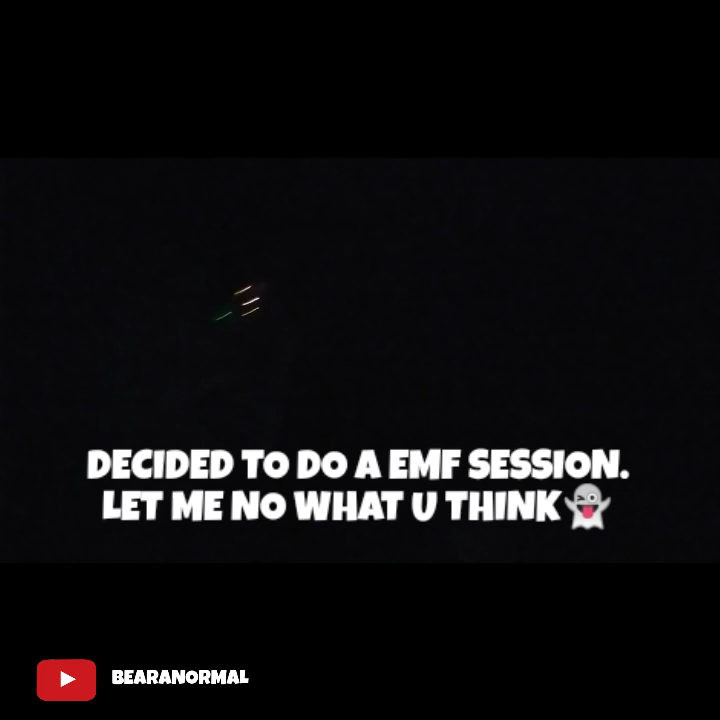 DECIDED TO DO A EMF SESSION.
LET ME NO WHAT U THINK👻
BEARANORMAL